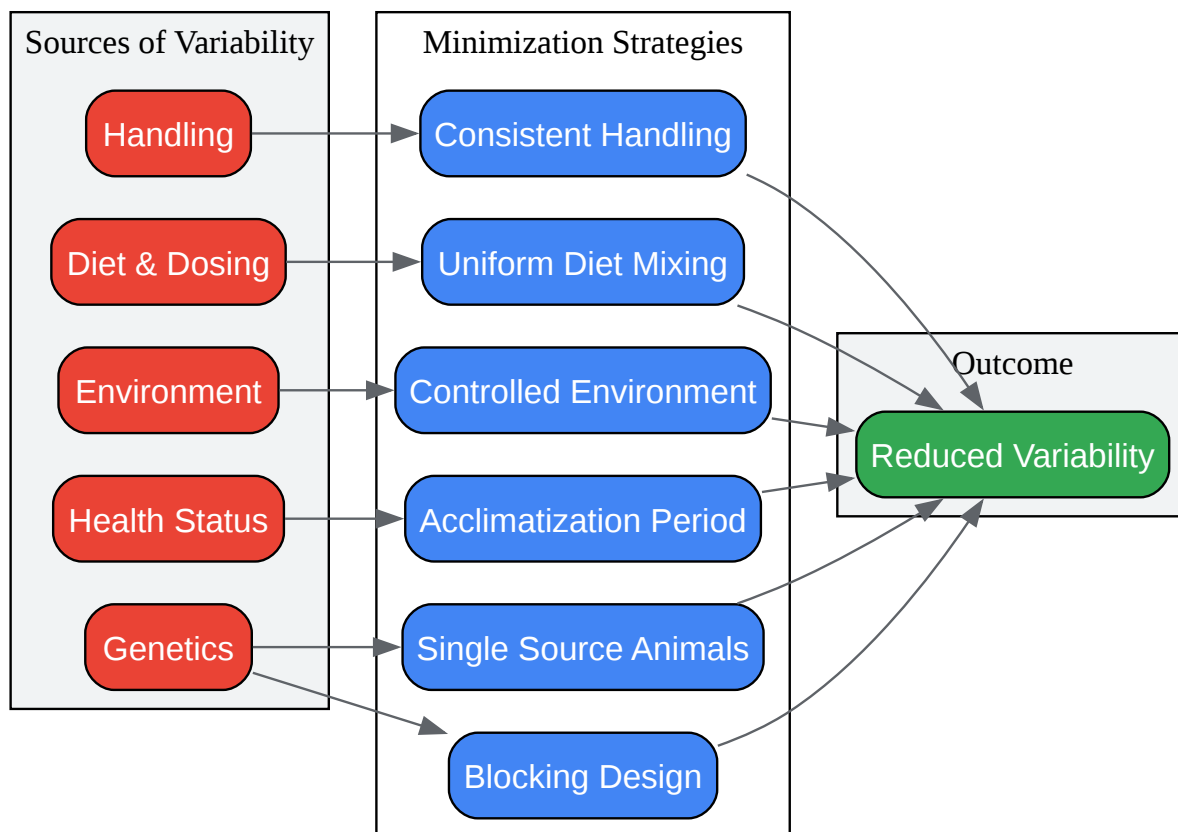 Sources of Variability
Handling
Diet & Dosing
Environment
Health Status
Genetics
Minimization Strategies
Consistent Handling
Uniform Diet Mixing
Controlled Environment
Acclimatization Period
Single Source Animals
Blocking Design
Outcome
Reduced Variability